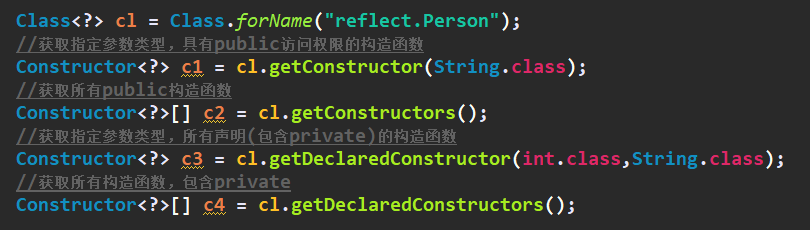 Class<?> cl = Class.forName("reflect.Person");
//获取指定参数类型，具有public访问权限的构造函数
Constructor<?> c1 = cl.getConstructor(String.class);
//获取所有public构造函数
Constructor<?>[] c2 = cl.getConstructors();
//获取指定参数类型，所有声明(包含private)的构造函数
Constructor<?> c3 = cl.getDeclaredConstructor(int.class,String.class);
//获取所有构造函数，包含private
Constructor<?>[] c4 = cl.getDeclaredConstructors();